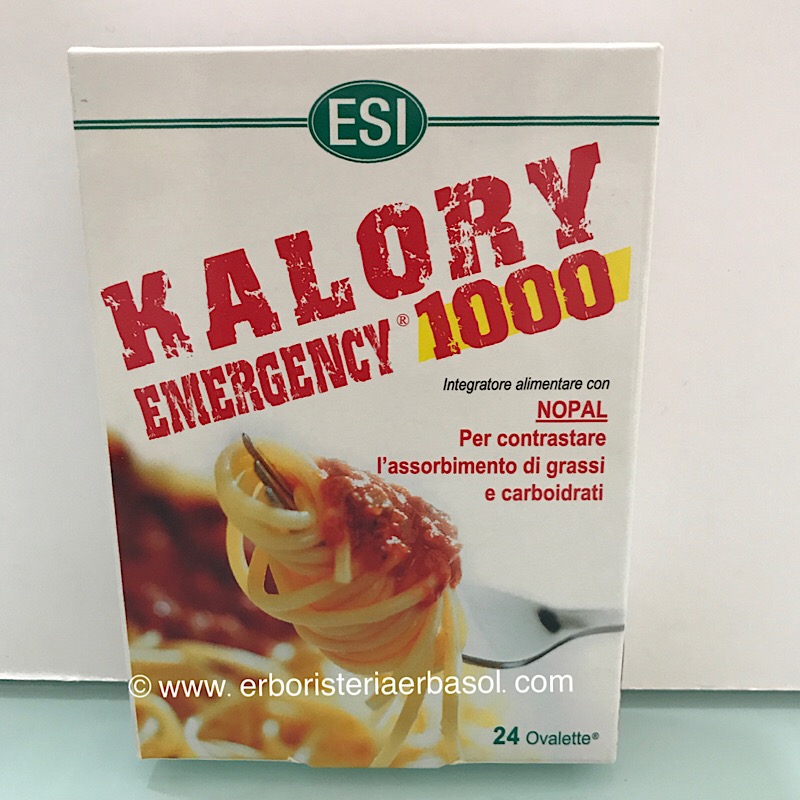 ESI
KALORY
EMERGENCY® 1000
Integratore alimentare con
NOPAL
Per contrastare
l'assorbimento di grassi
e carboidrati
© www. erboristeriaerbasol. com
24 Ovalette®